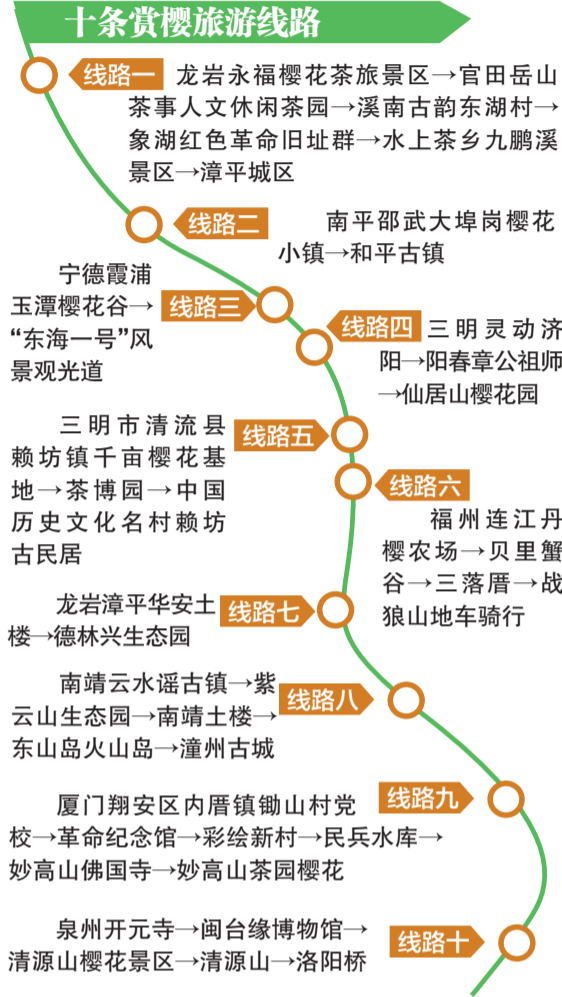 十条赏樱旅游线路
线路一
龙岩永福樱花茶旅景区→官田岳山
茶事人文休闲茶园→溪南古韵东湖村→
象湖红色革命旧址群→水上茶乡九鹏溪
景区→漳平城区
线路二
南平邵武大埠岗樱花
小镇→和平古镇
线路三
宁德霞浦
玉潭樱花谷→
“东海一号”风
景观光道
线路四
三明灵动济
阳→阳春章公祖师
→仙居山樱花园
线路五
三明市清流县
赖坊镇千亩樱花基
地→茶博园→中国
历史文化名村赖坊
古民居
线路六
福州连江丹
樱农场→贝里蟹
谷→三落厝→战
狼山地车骑行
线路七
龙岩漳平华安土
楼→德林兴生态园
线路八
南靖云水谣古镇→紫
云山生态园→南靖土楼→
东山岛火山岛→潼州古城
线路九
厦门翔安区内厝镇锄山村党
校→革命纪念馆→彩绘新村→民兵水库→
妙高山佛国寺→妙高山茶园樱花
线路十
泉州开元寺→闽台缘博物馆→
清源山樱花景区→清源山→洛阳桥